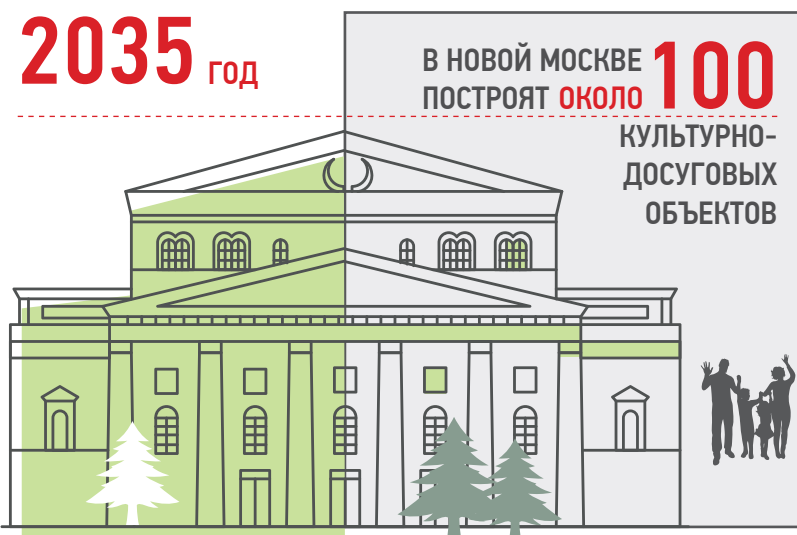 2035 ГОД
В НОВОЙ МОСКВЕ
ПОСТРОЯТ ОКОЛО 100
КУЛЬТУРНО-
ДОСУГОВЫХ
ОБЪЕКТОВ